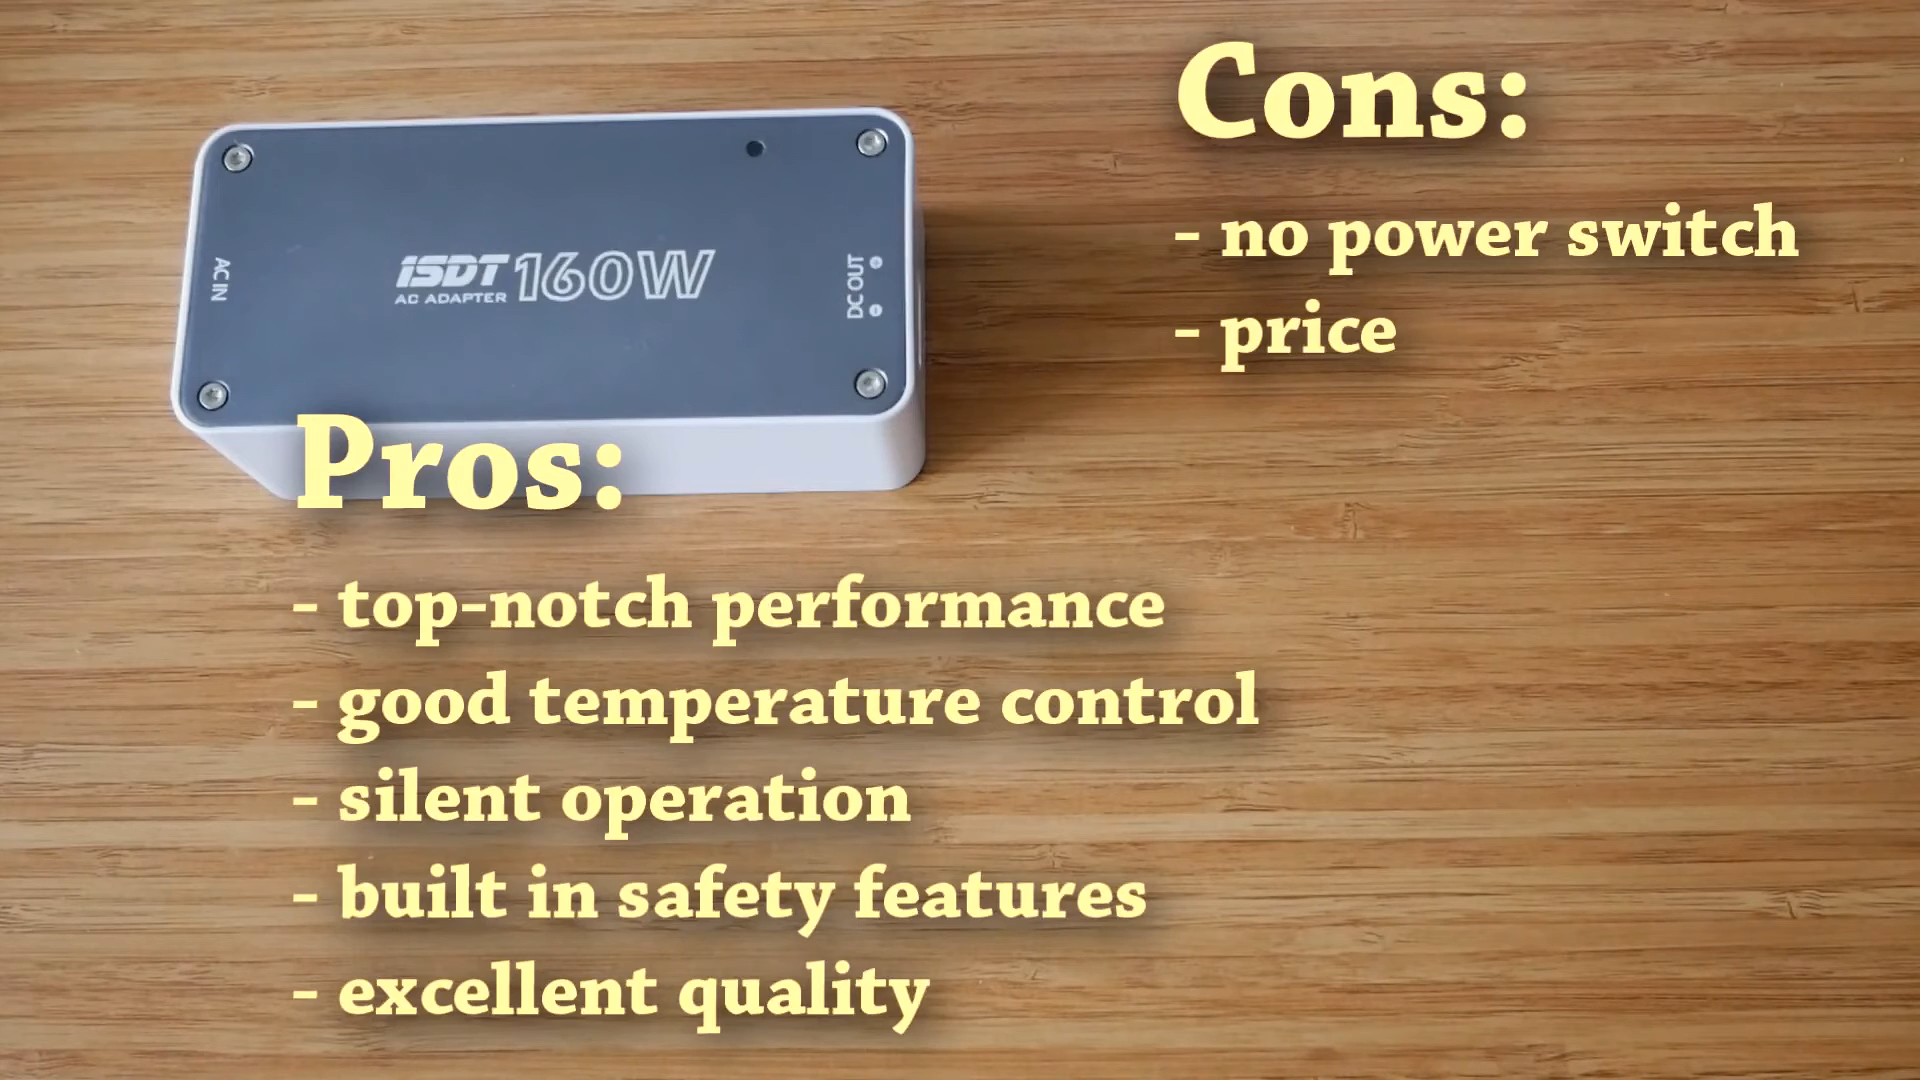 Cons:
- no power switch
- price
AC IN
ISDT 160W
AC ADAPTER
DC OUT
Pros:
- top-notch performance
- good temperature control
- silent operation
- built in safety features
- excellent quality